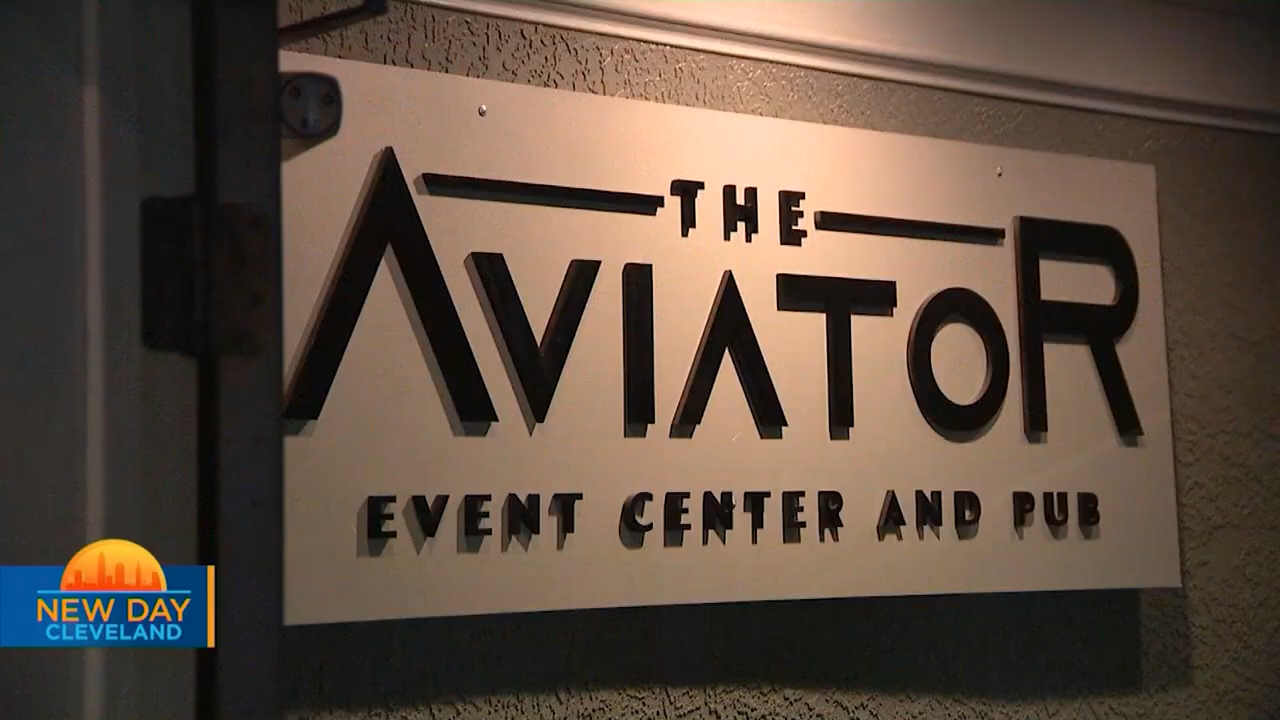 THE
AVIATOR
EVENT CENTER AND PUB
NEW DAY
CLEVELAND